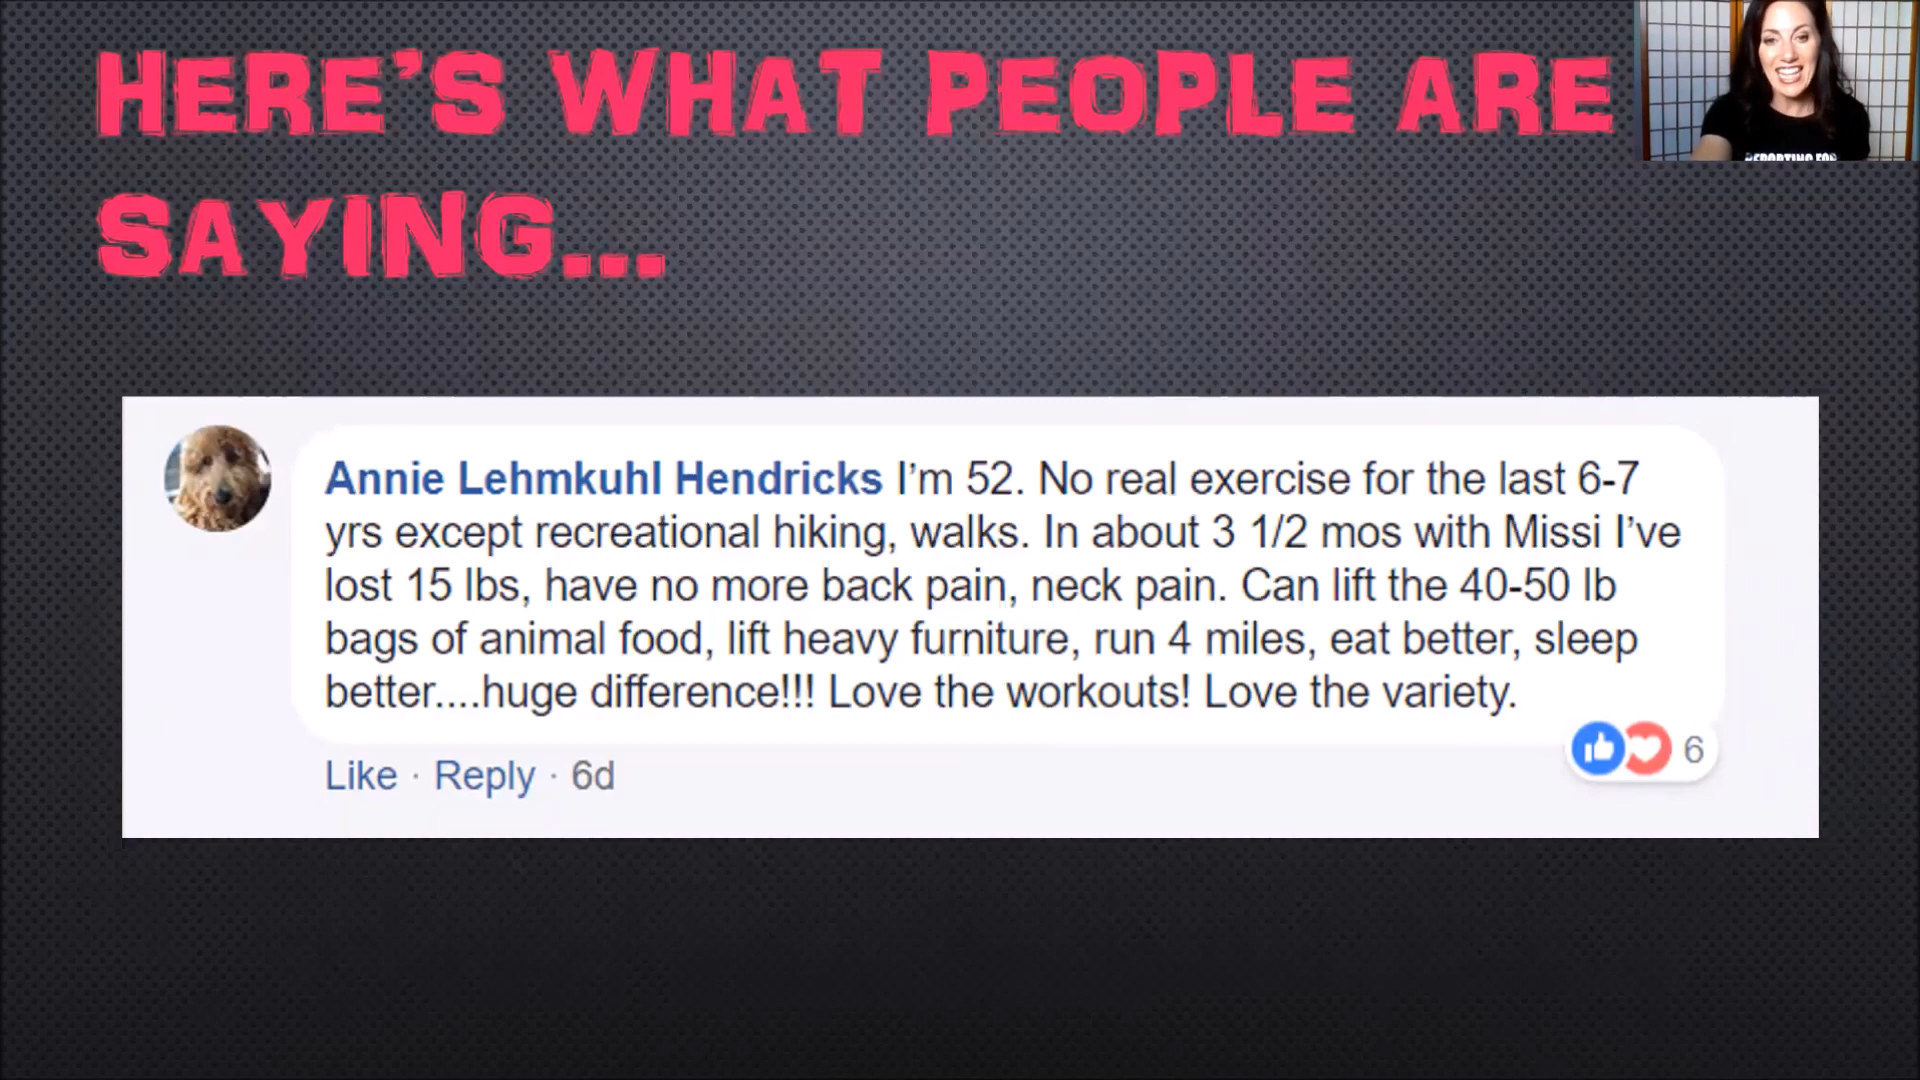 HERE'S WHAT PEOPLE ARE
SAYING...
Annie Lehmkuhl Hendricks I'm 52. No real exercise for the last 6-7
yrs except recreational hiking, walks. In about 3 1/2 mos with Missi I've
lost 15 lbs, have no more back pain, neck pain. Can lift the 40-50 lb
bags of animal food, lift heavy furniture, run 4 miles, eat better, sleep
better....huge difference!!! Love the workouts! Love the variety.
6
Like · Reply · 6d